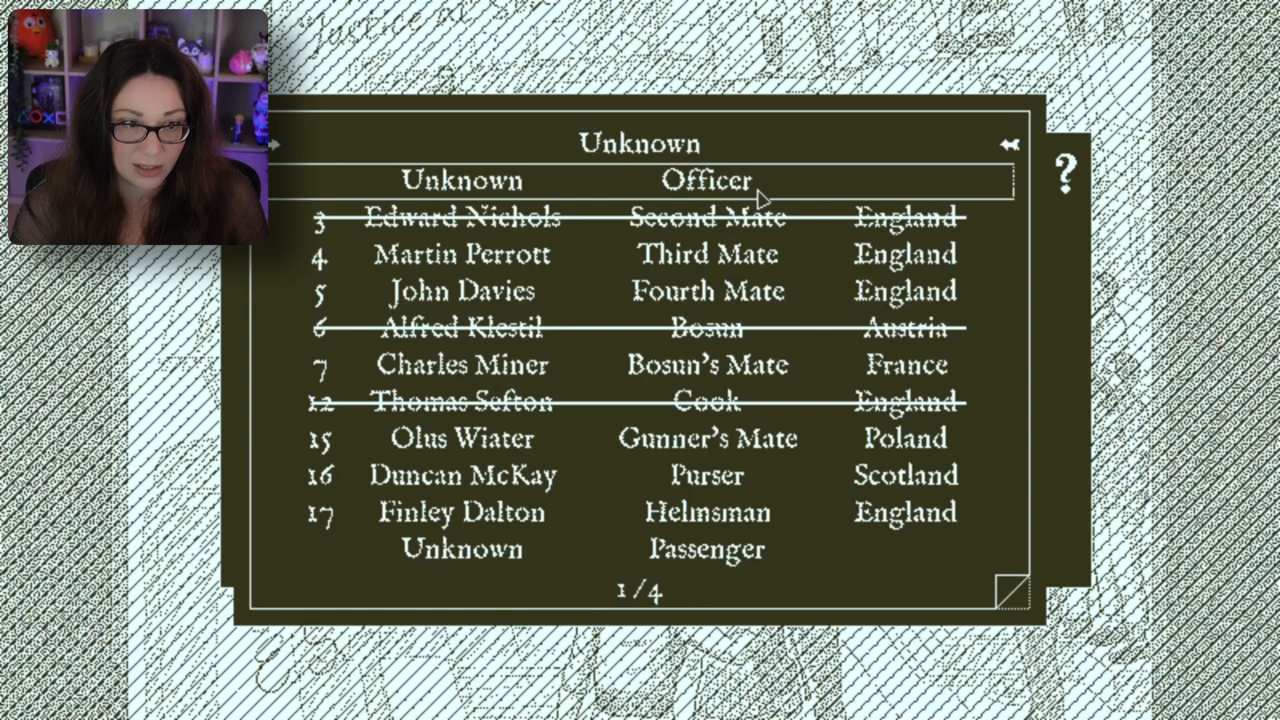 Justice At Sea
Unknown
Unknown Officer
3 Edward Nichols Second Mate England
?
4 Martin Perrott Third Mate England
5 John Davies Fourth Mate England
6 Alfred Klestil Bosun Austria
7 Charles Miner Bosun's Mate France
12 Thomas Sefton Cook England
15 Olus Wiater Gunner's Mate Poland
16 Duncan McKay Purser Scotland
17 Finley Dalton Helmsman England
Unknown Passenger
1/4